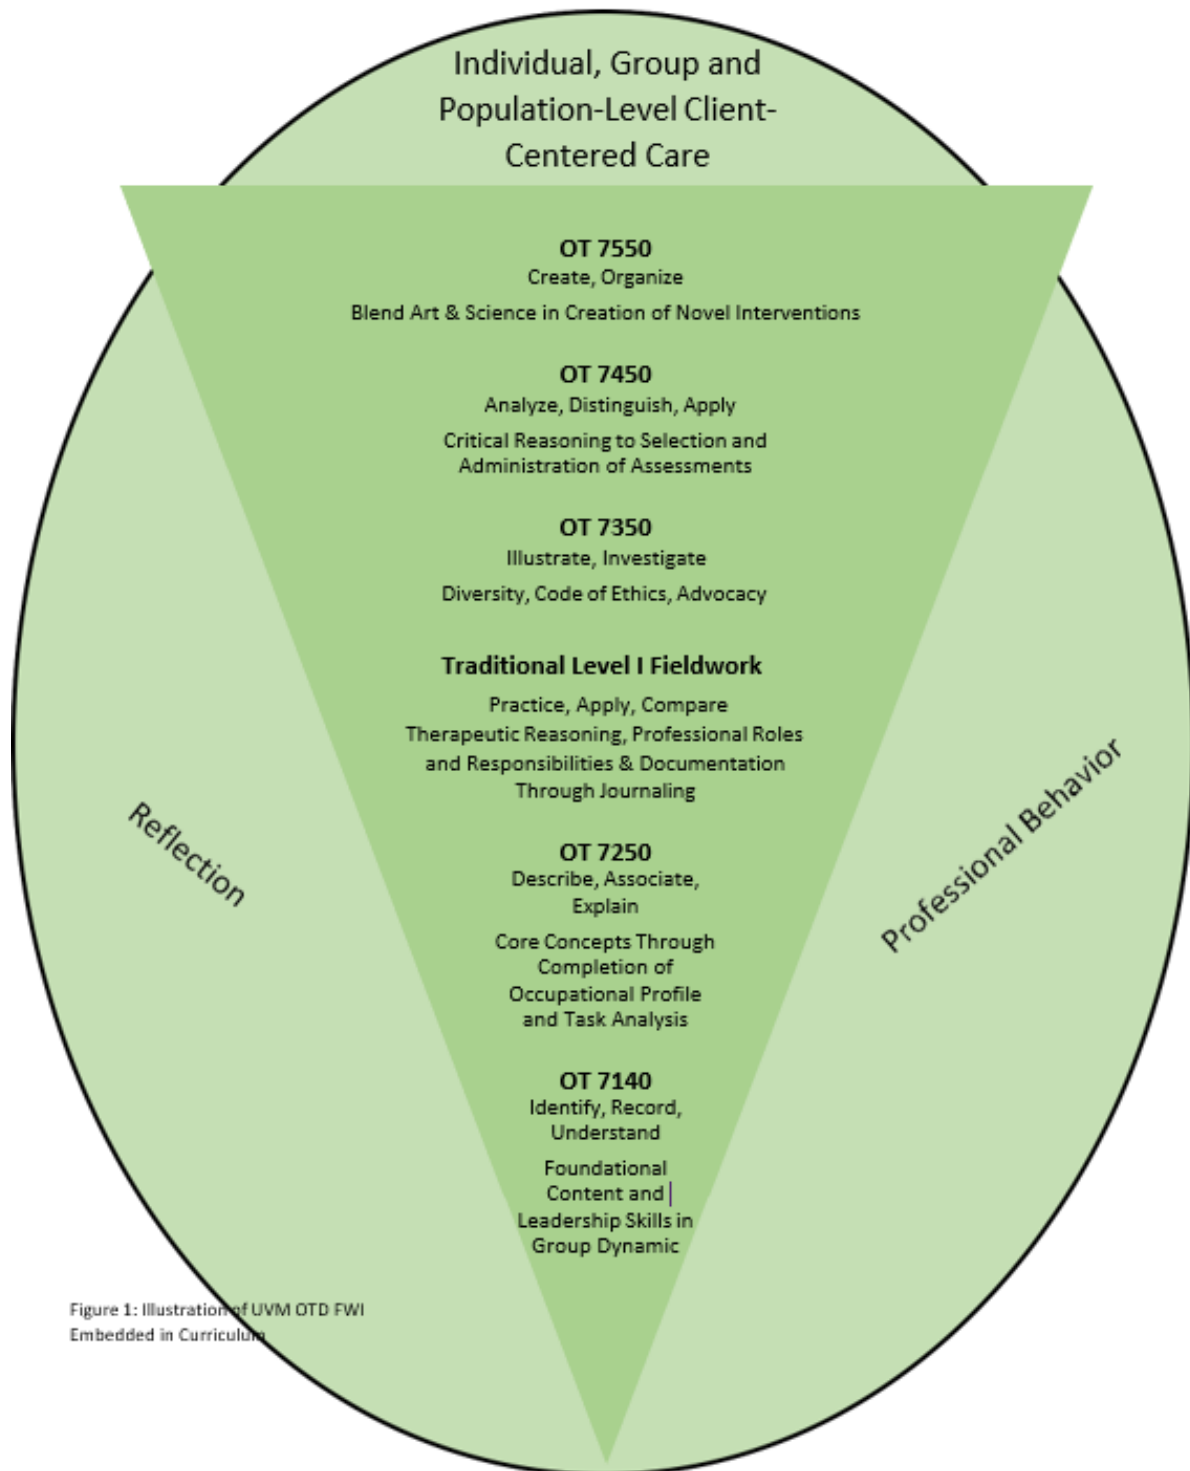 Individual, Group and
Population-Level Client-
Centered Care
OT 7550
Create, Organize
Blend Art & Science in Creation of Novel Interventions
OT 7450
Analyze, Distinguish, Apply
Critical Reasoning to Selection and
Administration of Assessments
OT 7350
Illustrate, Investigate
Diversity, Code of Ethics, Advocacy
Traditional Level I Fieldwork
Practice, Apply, Compare
Therapeutic Reasoning, Professional Roles
and Responsibilities & Documentation
Through Journaling
OT 7250
Describe, Associate,
Explain
Core Concepts Through
Completion of
Occupational Profile
and Task Analysis
OT 7140
Identify, Record,
Understand
Foundational
Content and
Leadership Skills in
Group Dynamic
Reflection
Professional Behavior
Figure 1: Illustration of UVM OTD FWI
Embedded in Curriculum